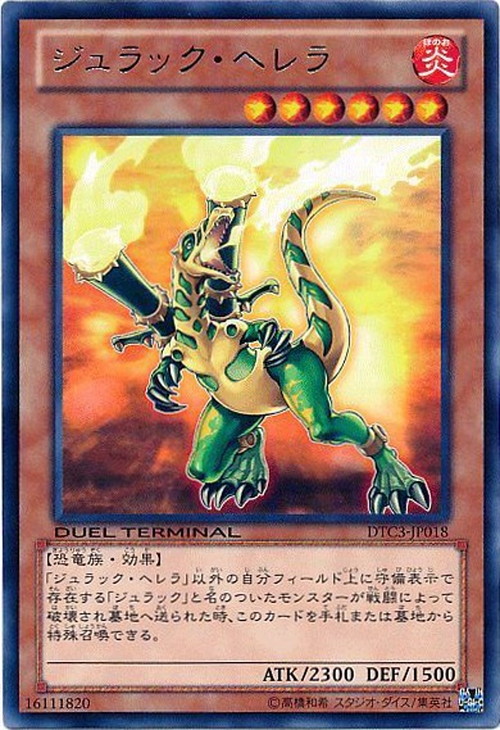 ジュラック・ヘレラ
ほのお
炎
DUEL TERMINAL
DTC3-JP018
【恐竜族・効果】
「ジュラック・ヘレラ」以外の自分フィールド上に守備表示で
存在する「ジュラック」と名のついたモンスターが戦闘によって
破壊され墓地へ送られた時、このカードを手札または墓地から
特殊召喚できる。
ATK/2300 DEF/1500
16111820
©高橋和希 スタジオ・ダイス/集英社